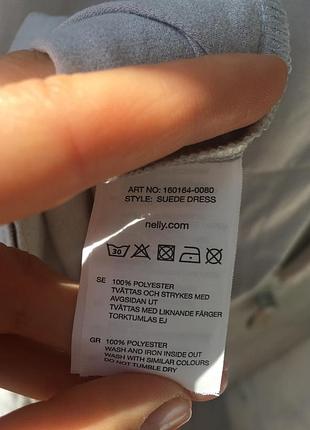 ART NO: 160164-0080
STYLE: SUEDE DRESS
nelly.com
30
SE 100% POLYESTER
TVÄTTAS OCH STRYKES MED
AVGSIDAN UT
TVÄTTAS MED LIKNANDE FÄRGER
TORKTUMLAS EJ
GR 100% POLYESTER
WASH AND IRON INSIDE OUT
WASH WITH SIMILAR COLOURS
DO NOT TUMBLE DRY